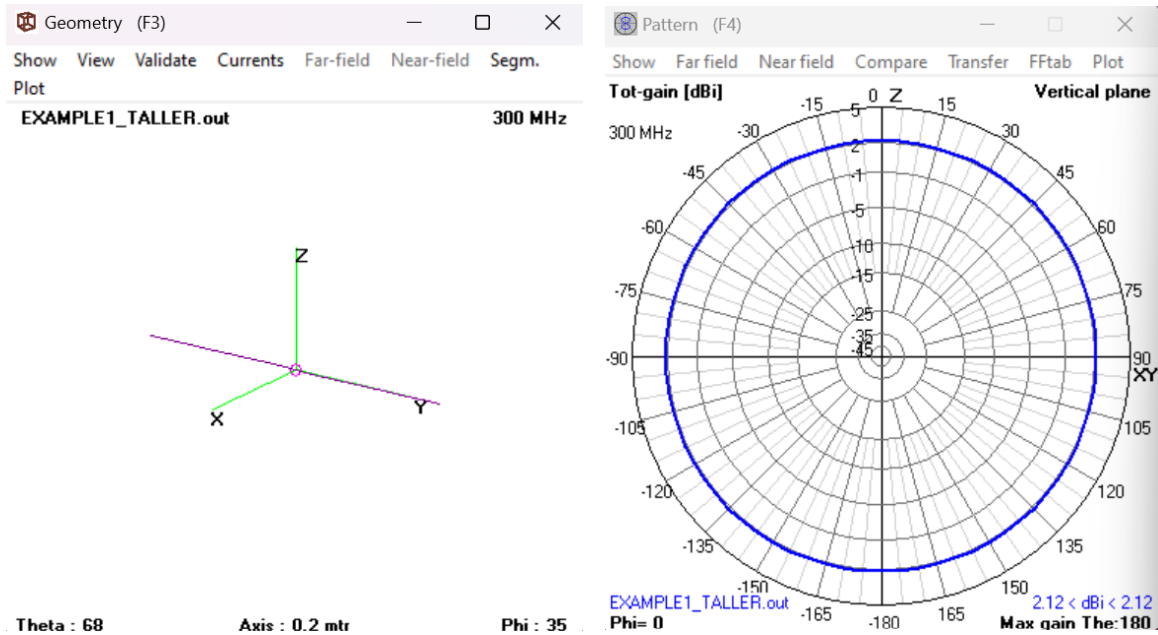 Geometry (F3)
Show View Validate Currents Far-field Near-field Segm.
Plot
EXAMPLE1_TALLER.out 300 MHz
Z
X
Y
Theta : 68 Axis : 0.2 mtr Phi : 35
Pattern (F4)
Show Far field Near field Compare Transfer FFtab Plot
Tot-gain [dBi] Vertical plane
300 MHz
0 Z
-15 5 15
-30 30
2
-45 -1 45
-5
-60 60
-10
-15
-75 75
-25
-35
-45
-90 90
XY
-105 105
-120 120
-135 135
-150 150
EXAMPLE1_TALLER.out -165 165 2.12 < dBi < 2.12
Phi= 0 -180 Max gain The:180